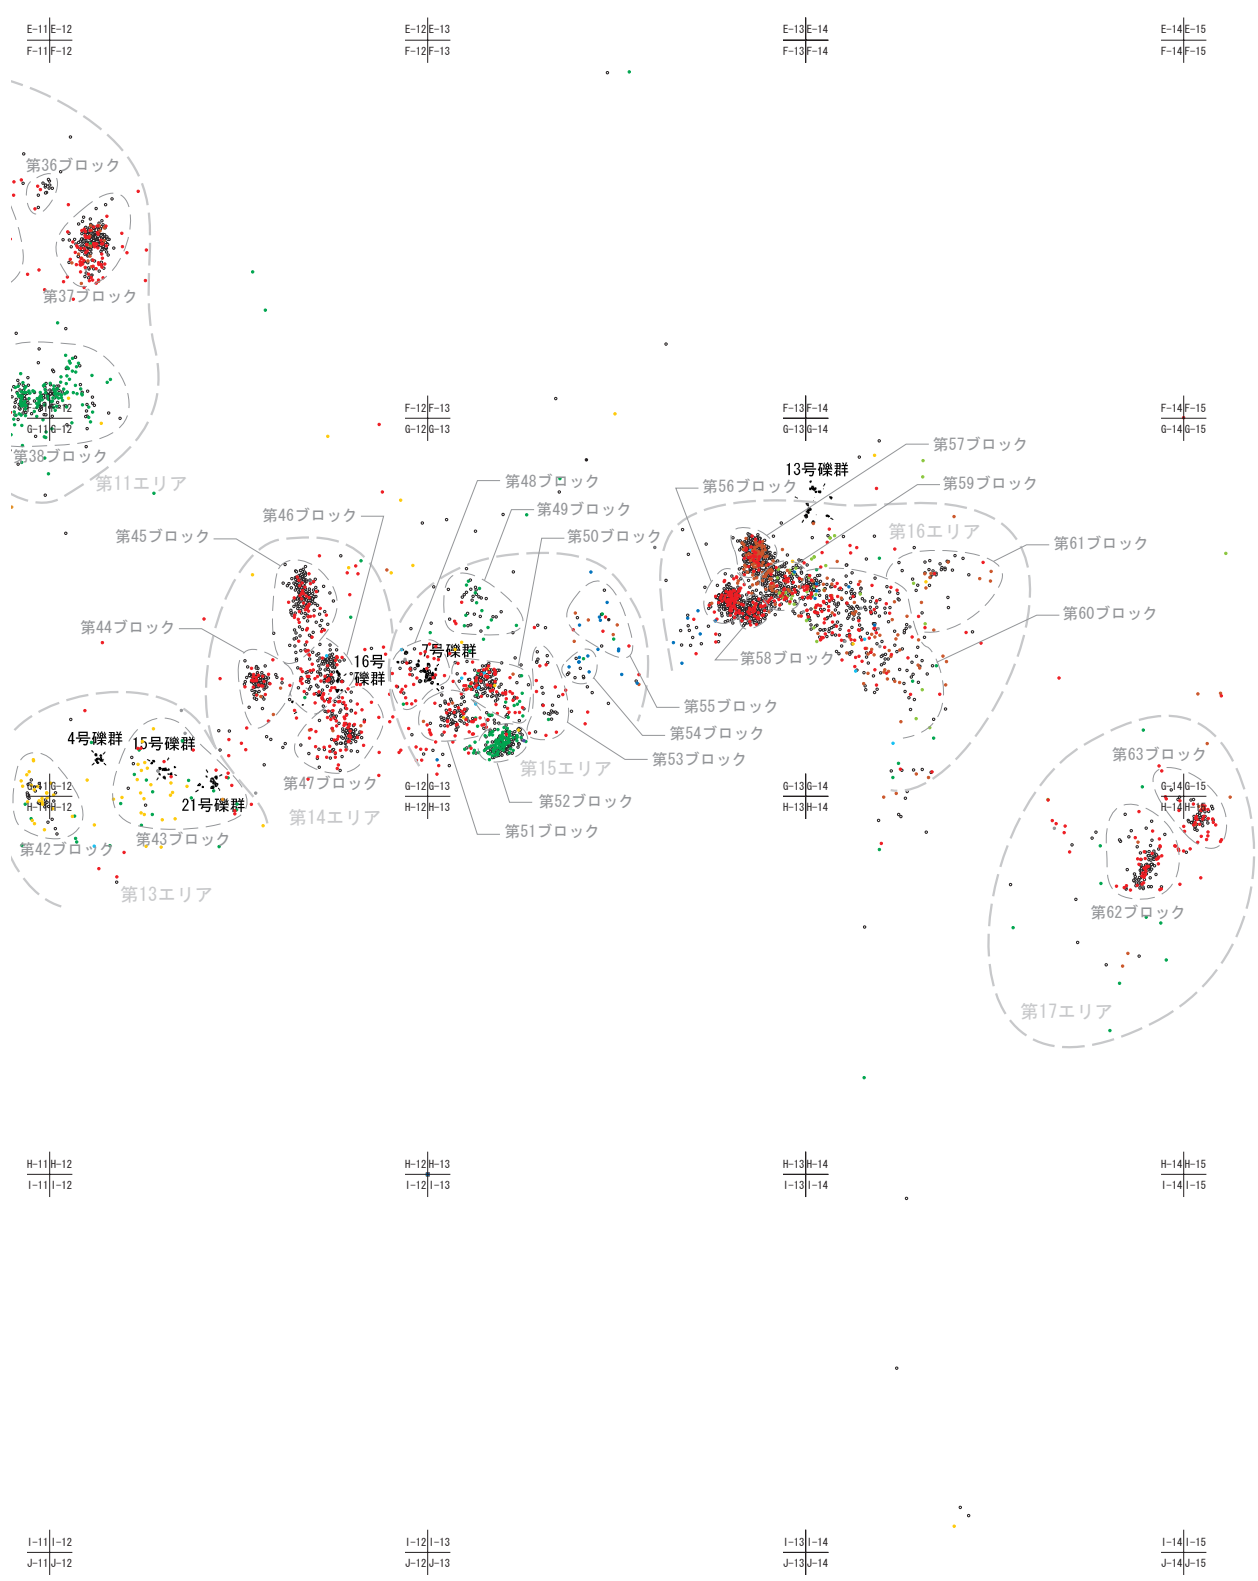 E-11 E-12
F-11 F-12
E-12 E-13
F-12 F-13
E-13 E-14
F-13 F-14
E-14 E-15
F-14 F-15
第36ブロック
第37ブロック
F-11 F-12
G-11 G-12
F-12 F-13
G-12 G-13
F-13 F-14
G-13 G-14
F-14 F-15
G-14 G-15
第38ブロック
第11エリア
第57ブロック
13号礫群
第48ブロック
第56ブロック
第59ブロック
第49ブロック
第46ブロック
第16エリア
第45ブロック
第50ブロック
第61ブロック
第60ブロック
第44ブロック
7号礫群
16号
礫群
第58ブロック
第55ブロック
第54ブロック
4号礫群
15号礫群
第63ブロック
第53ブロック
第15エリア
第47ブロック
G-11 G-12
H-11 H-12
21号礫群
G-12 G-13
H-12 H-13
第52ブロック
G-13 G-14
H-13 H-14
G-14 G-15
H-14 H-15
第14エリア
第51ブロック
第43ブロック
第42ブロック
第13エリア
第62ブロック
第17エリア
H-11 H-12
I-11 I-12
H-12 H-13
I-12 I-13
H-13 H-14
I-13 I-14
H-14 H-15
I-14 I-15
I-11 I-12
J-11 J-12
I-12 I-13
J-12 J-13
I-13 I-14
J-13 J-14
I-14 I-15
J-14 J-15